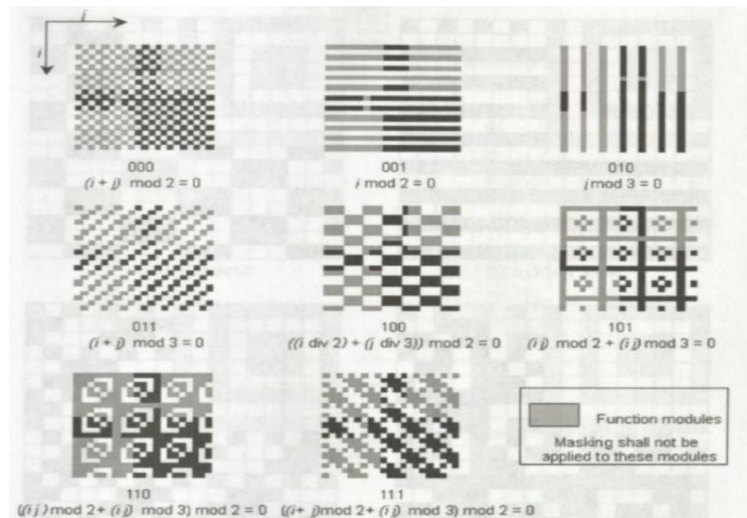 j
i
000
(i + j) mod 2 = 0
001
i mod 2 = 0
010
j mod 3 = 0
011
(i + j) mod 3 = 0
100
((i div 2) + (j div 3)) mod 2 = 0
101
(i j) mod 2 + (i j) mod 3 = 0
110
((i j) mod 2 + (i j) mod 3) mod 2 = 0
111
((i + j) mod 2 + (i j) mod 3) mod 2 = 0
Function modules
Masking shall not be
applied to these modules